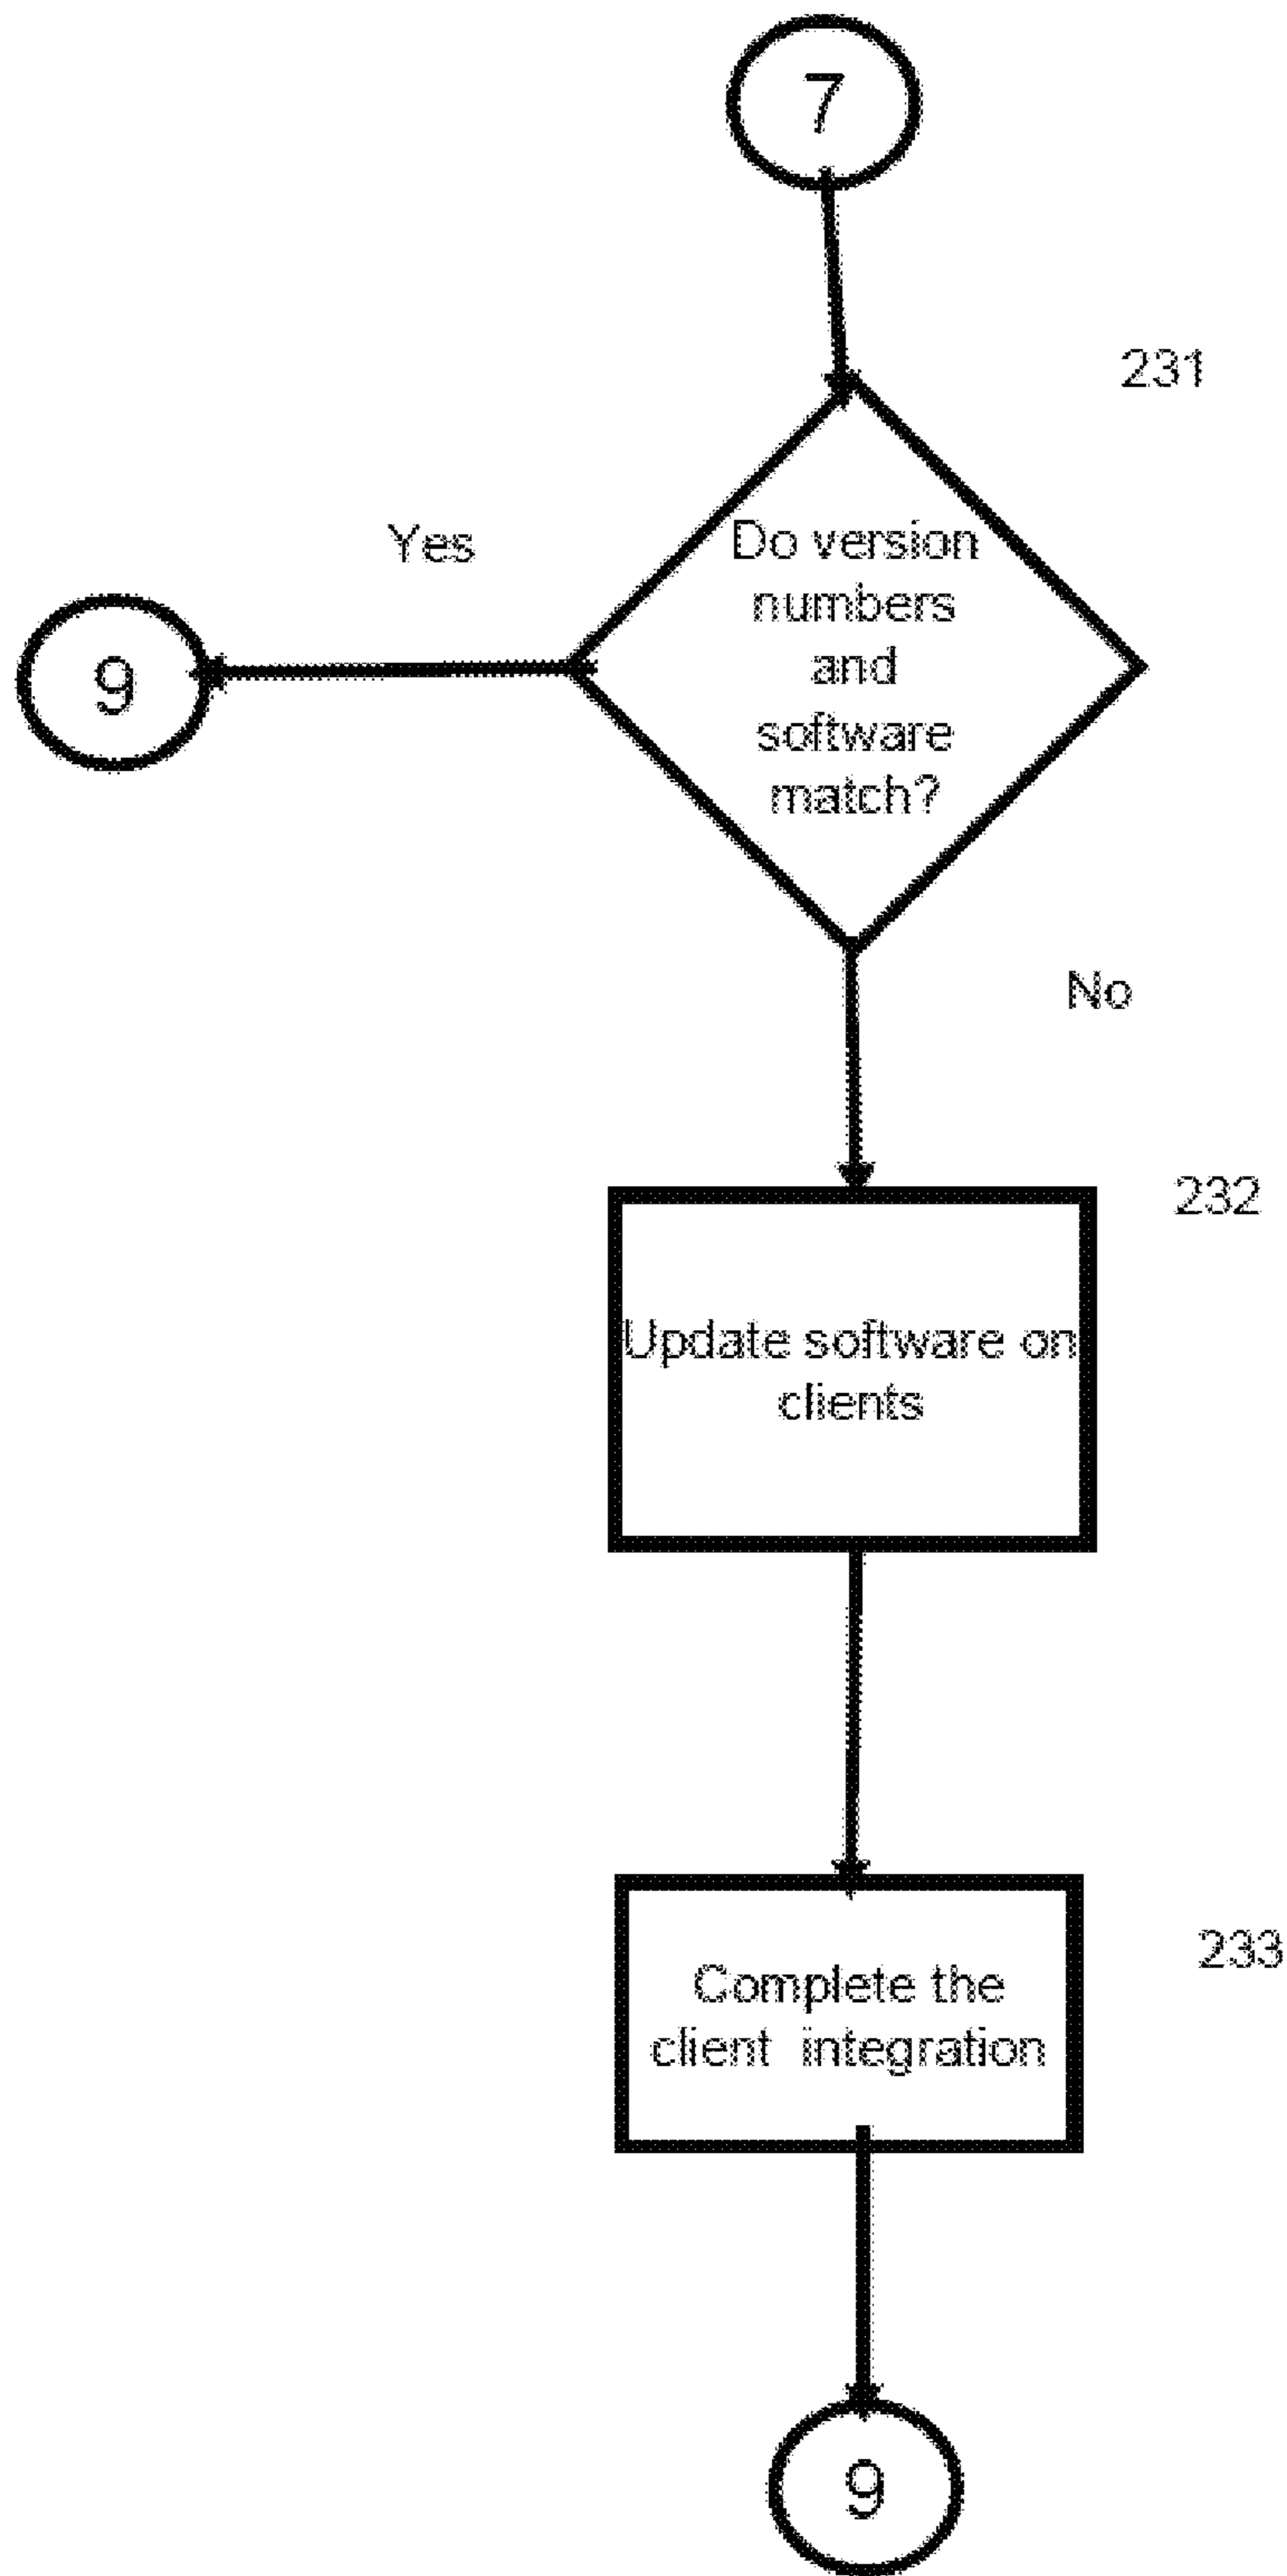 7
231
Yes
Do version
numbers
and
software
match?
9
No
232
Update software on
clients
233
Complete the
client integration
9